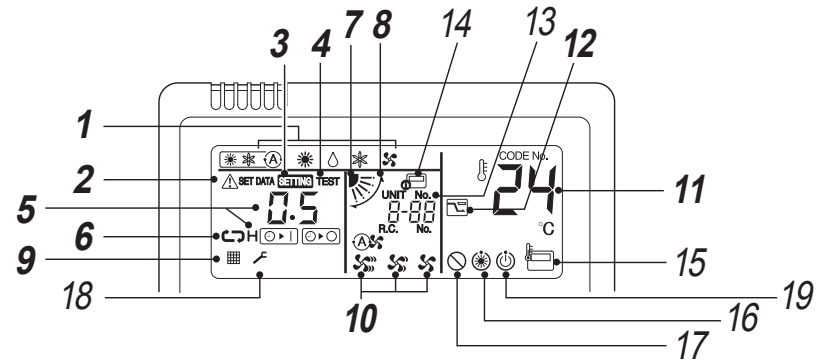 3 4 7 8 14 13 12
1
CODE No.
A
2 SET DATA SETTING TEST UNIT No. 24 11
5 0.5 8-88
°C
R.C. No.
6 H A
9 15
18 10 17 16 19